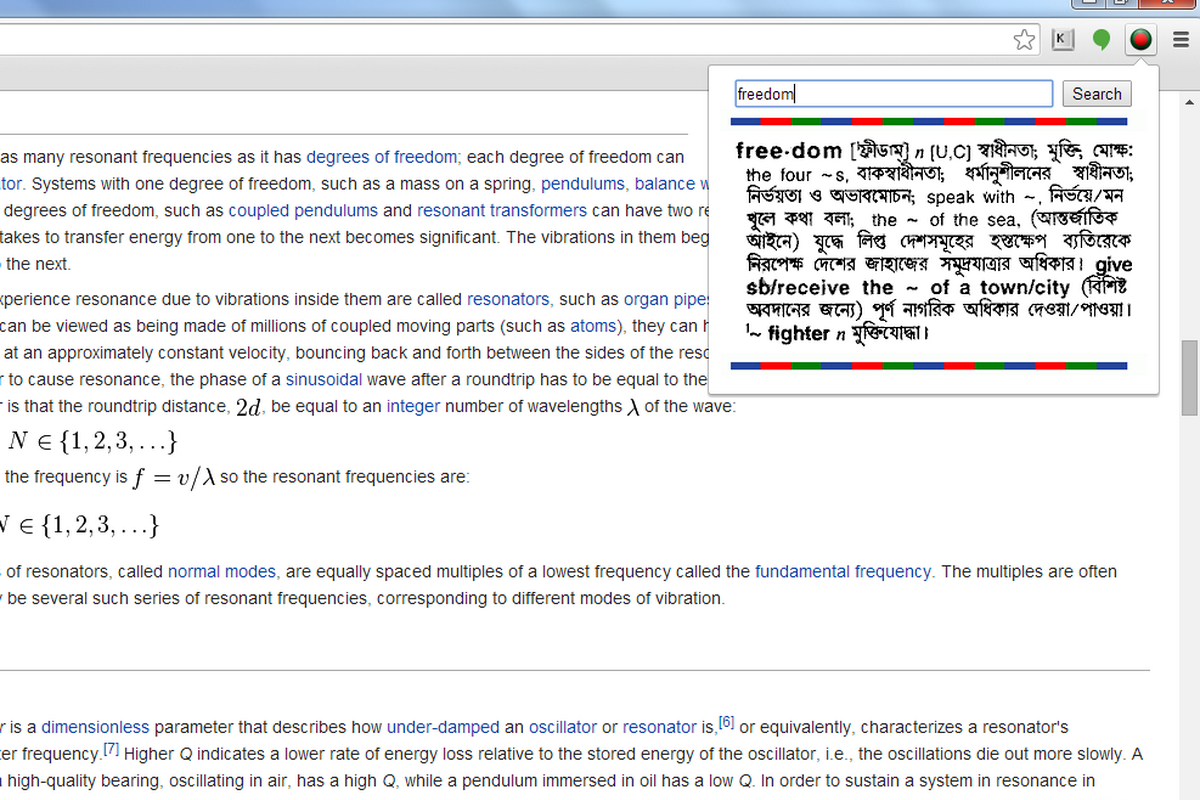 freedom
Search
free·dom [ˈফ্রীডাম্] n [U,C] স্বাধীনতা; মুক্তি, মোক্ষ:
the four ~s, বাকস্বাধীনতা; ধর্মানুশীলনের স্বাধীনতা;
নির্ভয়তা ও অভাবমোচন; speak with ~, নির্ভয়ে/মন
খুলে কথা বলা; the ~ of the sea, (আন্তর্জাতিক
আইনে) যুদ্ধে লিপ্ত দেশসমূহের হস্তক্ষেপ ব্যতিরেকে
নিরপেক্ষ দেশের জাহাজের সমুদ্রযাত্রার অধিকার। give
sb/receive the ~ of a town/city (বিশিষ্ট
অবদানের জন্যে) পূর্ণ নাগরিক অধিকার দেওয়া/পাওয়া।
¹~ fighter n মুক্তিযোদ্ধা।
as many resonant frequencies as it has degrees of freedom; each degree of freedom can
tor. Systems with one degree of freedom, such as a mass on a spring, pendulums, balance w
degrees of freedom, such as coupled pendulums and resonant transformers can have two re
takes to transfer energy from one to the next becomes significant. The vibrations in them beg
the next.
xperience resonance due to vibrations inside them are called resonators, such as organ pipes
can be viewed as being made of millions of coupled moving parts (such as atoms), they can h
at an approximately constant velocity, bouncing back and forth between the sides of the reso
r to cause resonance, the phase of a sinusoidal wave after a roundtrip has to be equal to the
r is that the roundtrip distance, 2d, be equal to an integer number of wavelengths λ of the wave:
N ∈ {1, 2, 3, . . .}
the frequency is f = v/λ so the resonant frequencies are:
N ∈ {1, 2, 3, . . .}
of resonators, called normal modes, are equally spaced multiples of a lowest frequency called the fundamental frequency. The multiples are often
y be several such series of resonant frequencies, corresponding to different modes of vibration.
r is a dimensionless parameter that describes how under-damped an oscillator or resonator is,[6] or equivalently, characterizes a resonator's
ter frequency.[7] Higher Q indicates a lower rate of energy loss relative to the stored energy of the oscillator, i.e., the oscillations die out more slowly. A
high-quality bearing, oscillating in air, has a high Q, while a pendulum immersed in oil has a low Q. In order to sustain a system in resonance in